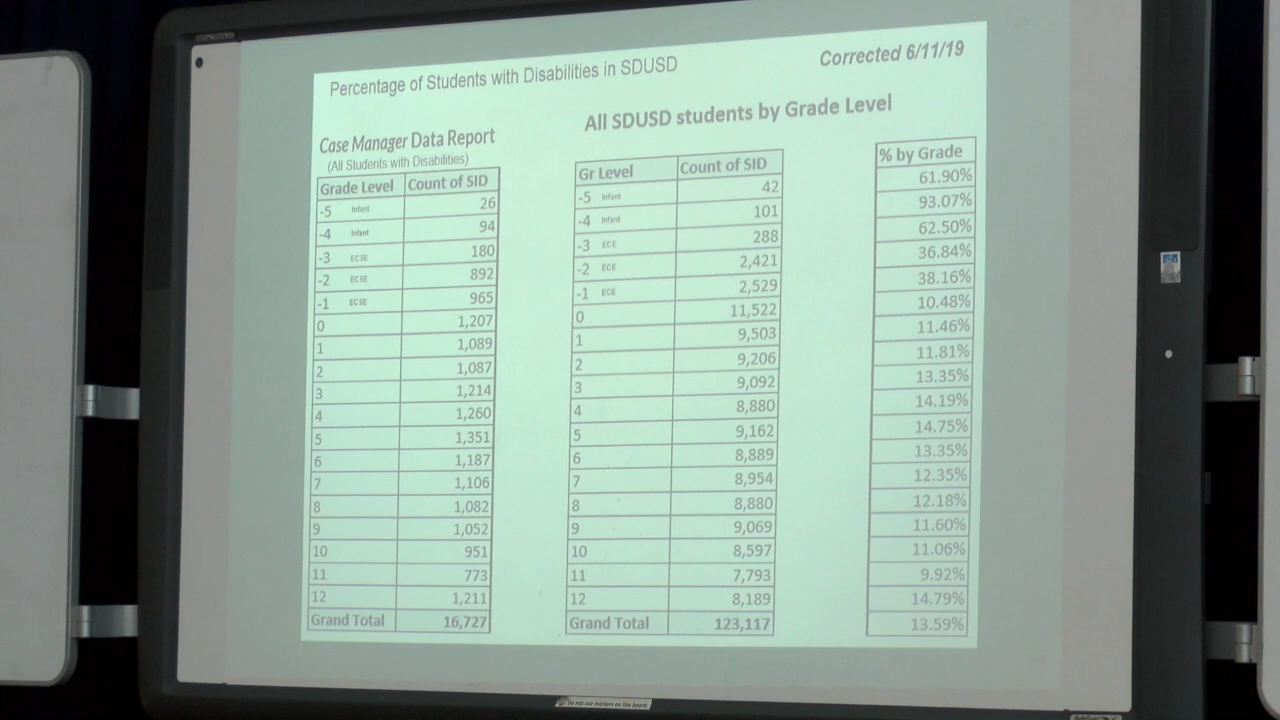 Percentage of Students with Disabilities in SDUSD
Corrected 6/11/19
Case Manager Data Report
(All Students with Disabilities)
Grade Level Count of SID
-5 Infant 26
-4 Infant 94
-3 ECSE 180
-2 ECSE 892
-1 ECSE 965
0 1,207
1 1,089
2 1,087
3 1,214
4 1,260
5 1,351
6 1,187
7 1,106
8 1,082
9 1,052
10 951
11 773
12 1,211
Grand Total 16,727
All SDUSD students by Grade Level
Gr Level Count of SID
-5 Infant 42
-4 Infant 101
-3 ECE 288
-2 ECE 2,421
-1 ECE 2,529
0 11,522
1 9,503
2 9,206
3 9,092
4 8,880
5 9,162
6 8,889
7 8,954
8 8,880
9 9,069
10 8,597
11 7,793
12 8,189
Grand Total 123,117
% by Grade
61.90%
93.07%
62.50%
36.84%
38.16%
10.48%
11.46%
11.81%
13.35%
14.19%
14.75%
13.35%
12.35%
12.18%
11.60%
11.06%
9.92%
14.79%
13.59%
Do not use markers on the board